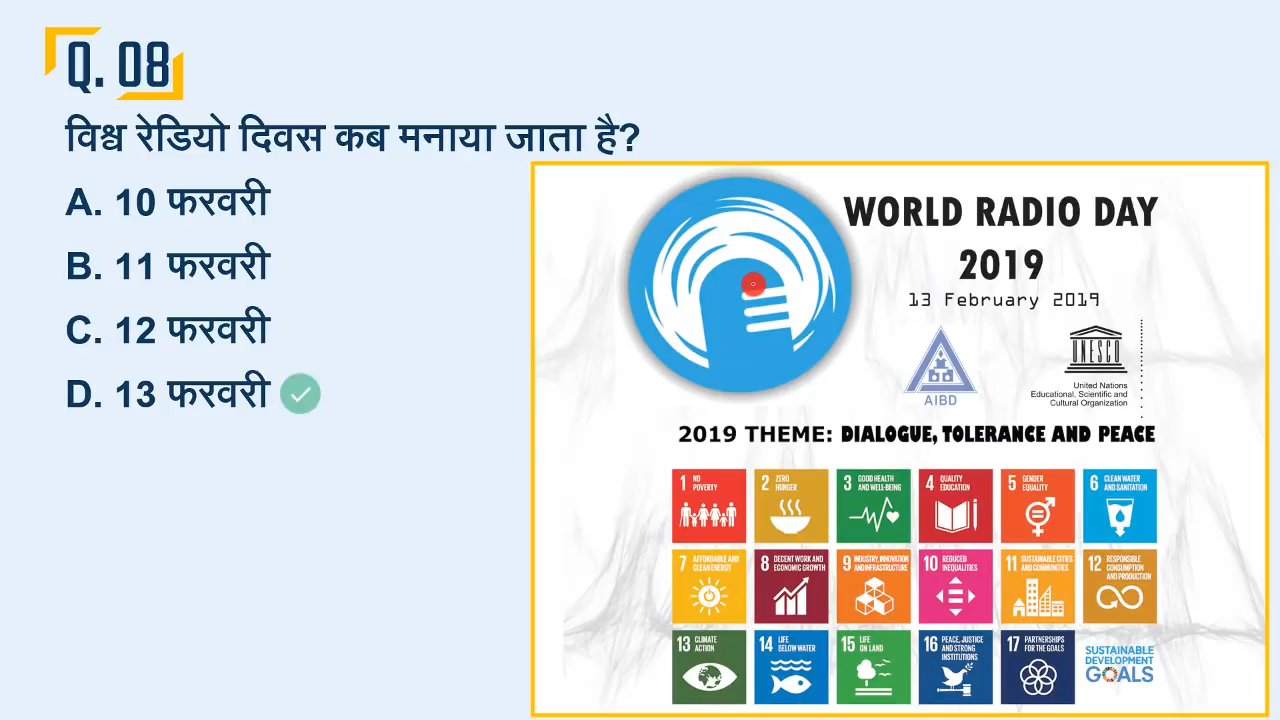 Q. 08
विश्व रेडियो दिवस कब मनाया जाता है?
A. 10 फरवरी
B. 11 फरवरी
C. 12 फरवरी
D. 13 फरवरी
WORLD RADIO DAY
2019
13 February 2019
AIBD
UNESCO
United Nations
Educational, Scientific and
Cultural Organization
2019 THEME: DIALOGUE, TOLERANCE AND PEACE
1 NO POVERTY
2 ZERO HUNGER
3 GOOD HEALTH AND WELL-BEING
4 QUALITY EDUCATION
5 GENDER EQUALITY
6 CLEAN WATER AND SANITATION
7 AFFORDABLE AND CLEAN ENERGY
8 DECENT WORK AND ECONOMIC GROWTH
9 INDUSTRY, INNOVATION AND INFRASTRUCTURE
10 REDUCED INEQUALITIES
11 SUSTAINABLE CITIES AND COMMUNITIES
12 RESPONSIBLE CONSUMPTION AND PRODUCTION
13 CLIMATE ACTION
14 LIFE BELOW WATER
15 LIFE ON LAND
16 PEACE, JUSTICE AND STRONG INSTITUTIONS
17 PARTNERSHIPS FOR THE GOALS
SUSTAINABLE
DEVELOPMENT
GOALS